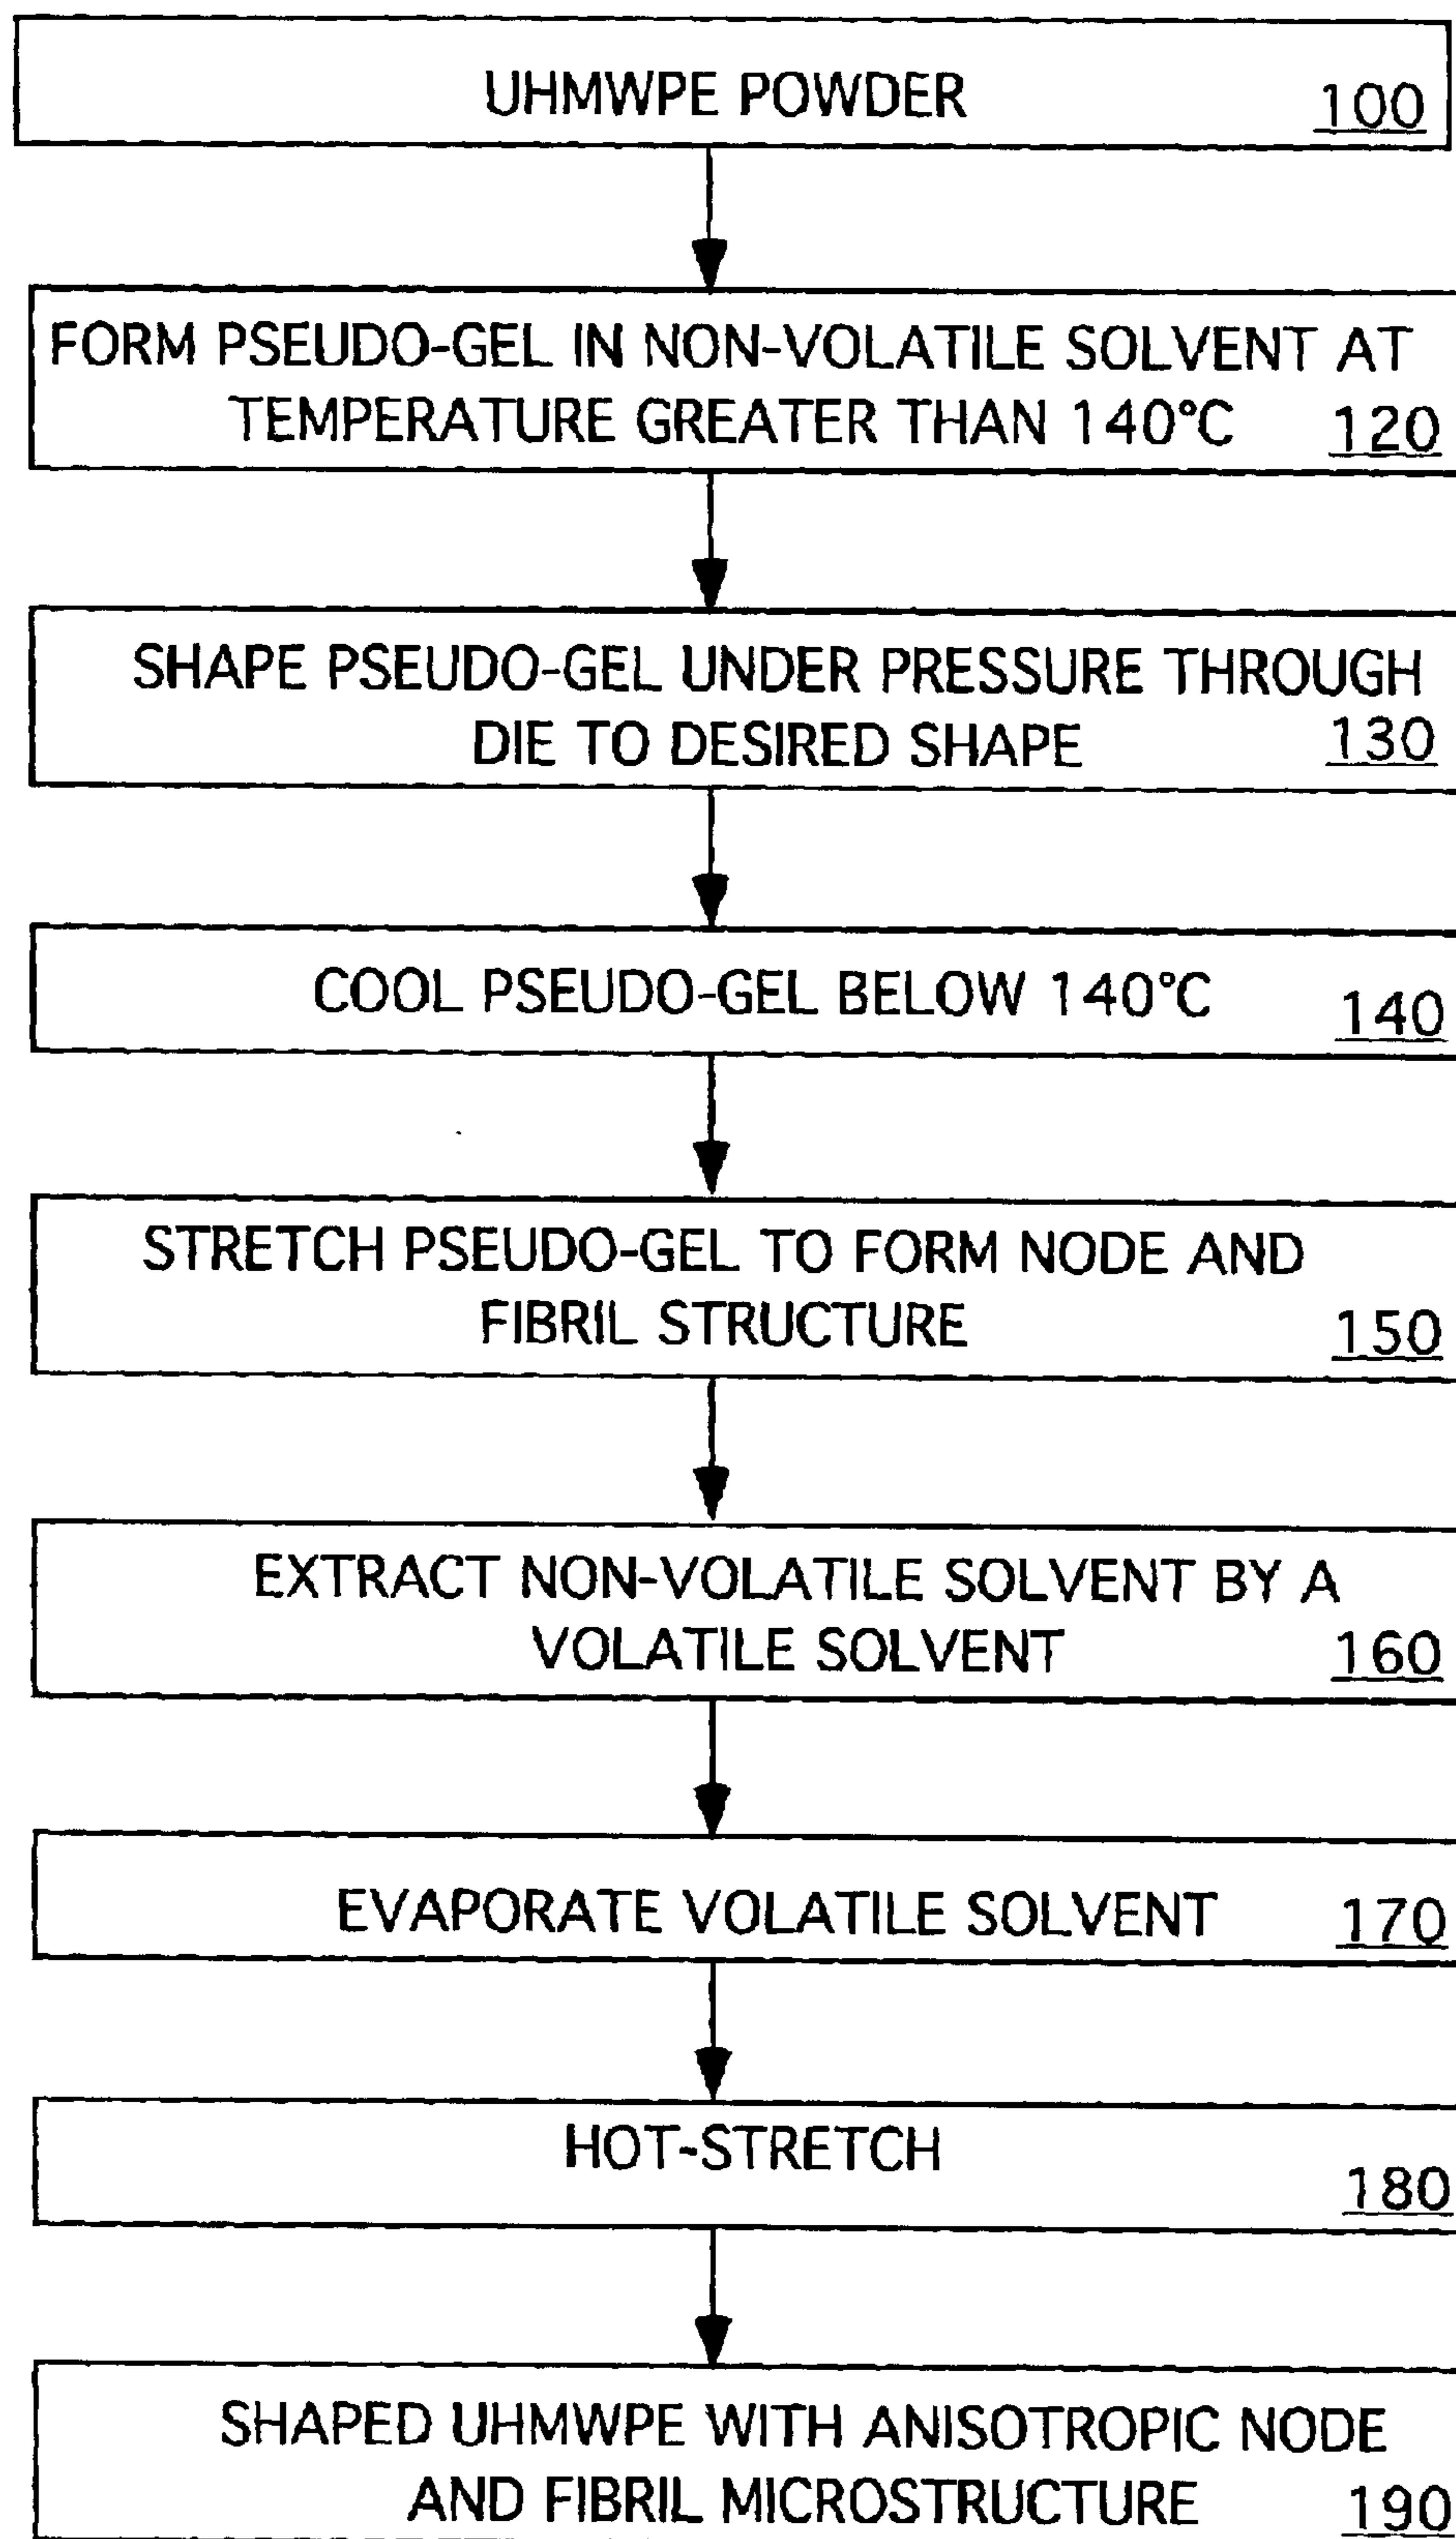 UHMWPE POWDER 100
FORM PSEUDO-GEL IN NON-VOLATILE SOLVENT AT
TEMPERATURE GREATER THAN 140°C 120
SHAPE PSEUDO-GEL UNDER PRESSURE THROUGH
DIE TO DESIRED SHAPE 130
COOL PSEUDO-GEL BELOW 140°C 140
STRETCH PSEUDO-GEL TO FORM NODE AND
FIBRIL STRUCTURE 150
EXTRACT NON-VOLATILE SOLVENT BY A
VOLATILE SOLVENT 160
EVAPORATE VOLATILE SOLVENT 170
HOT-STRETCH 180
SHAPED UHMWPE WITH ANISOTROPIC NODE
AND FIBRIL MICROSTRUCTURE 190